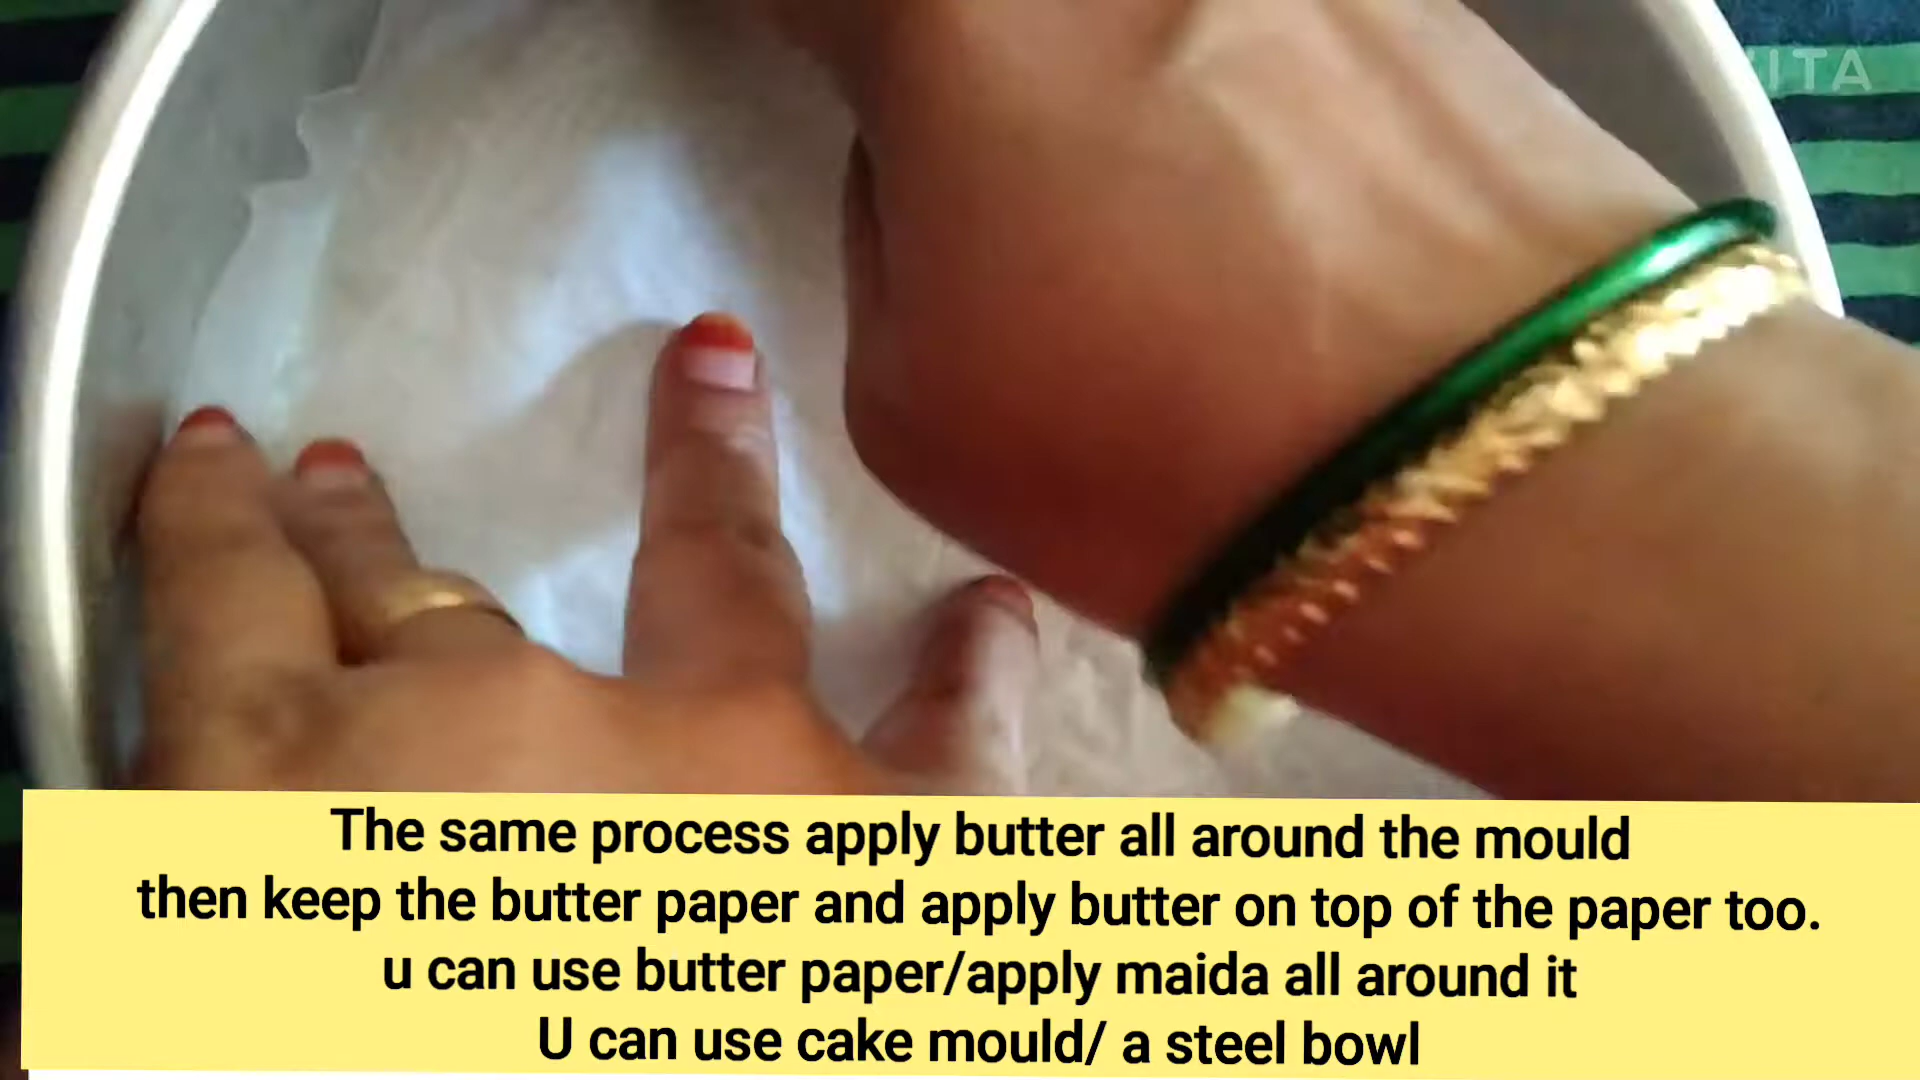 The same process apply butter all around the mould
then keep the butter paper and apply butter on top of the paper too.
u can use butter paper/apply maida all around it
U can use cake mould/ a steel bowl